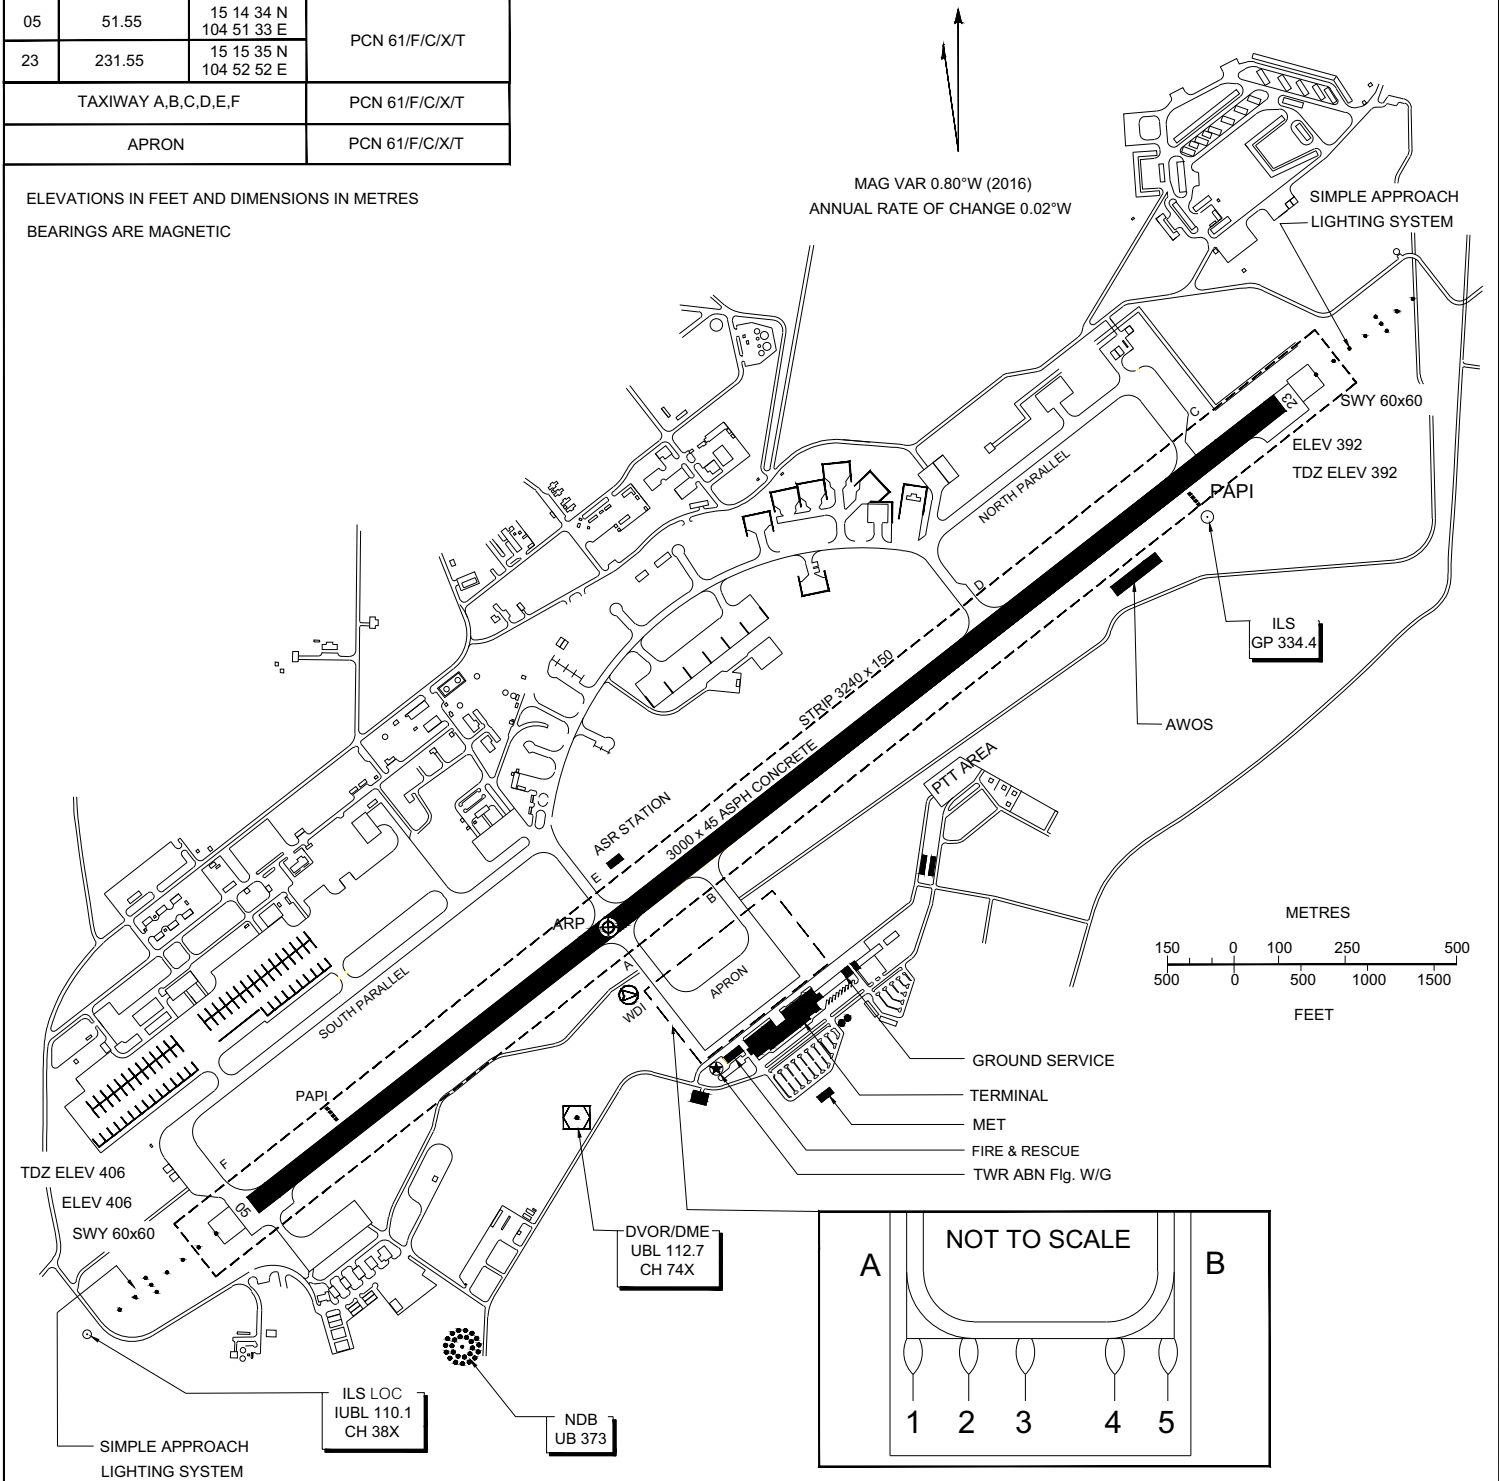 05 51.55 15 14 34 N
104 51 33 E
PCN 61/F/C/X/T
23 231.55 15 15 35 N
104 52 52 E
TAXIWAY A,B,C,D,E,F PCN 61/F/C/X/T
APRON PCN 61/F/C/X/T
ELEVATIONS IN FEET AND DIMENSIONS IN METRES
BEARINGS ARE MAGNETIC
MAG VAR 0.80°W (2016)
ANNUAL RATE OF CHANGE 0.02°W
SIMPLE APPROACH
LIGHTING SYSTEM
23
C
SWY 60x60
ELEV 392
TDZ ELEV 392
PAPI
NORTH PARALLEL
D
ILS
GP 334.4
AWOS
STRIP 3240 x 150
3000 x 45 ASPH CONCRETE
PTT AREA
ASR STATION
E
B
ARP
A
WDI
APRON
SOUTH PARALLEL
METRES
150 0 100 250 500
500 0 500 1000 1500
FEET
GROUND SERVICE
TERMINAL
MET
FIRE & RESCUE
TWR ABN Flg. W/G
PAPI
F
05
TDZ ELEV 406
ELEV 406
SWY 60x60
DVOR/DME
UBL 112.7
CH 74X
NOT TO SCALE
A B
1 2 3 4 5
ILS LOC
IUBL 110.1
CH 38X
NDB
UB 373
SIMPLE APPROACH
LIGHTING SYSTEM